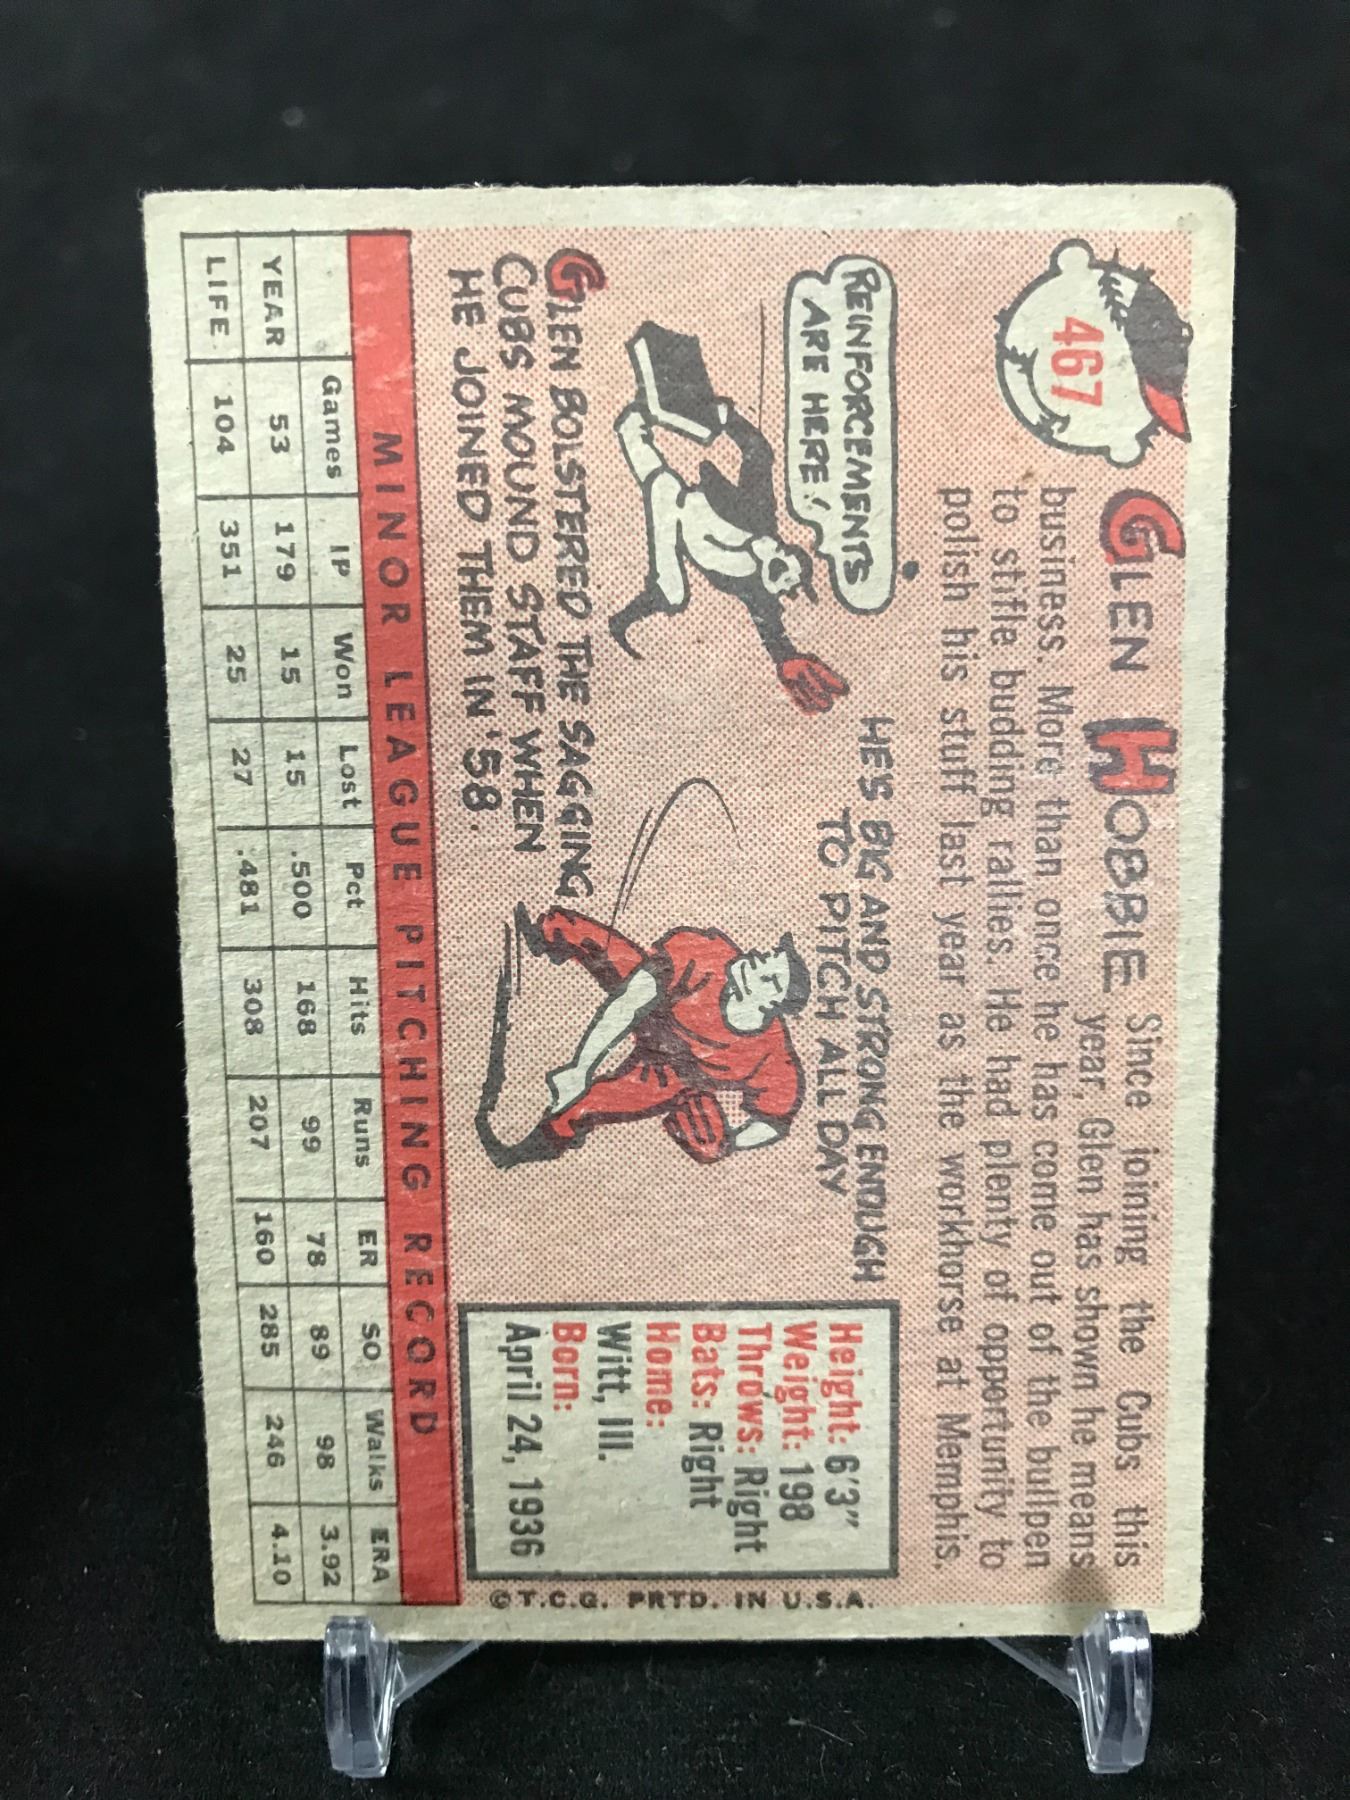 467
GLEN HOBBIE Since joining the Cubs this
year, Glen has shown he means
business. More than once he has come out of the bullpen
to stifle budding rallies. He had plenty of opportunity to
polish his stuff last year as the workhorse at Memphis.
REINFORCEMENTS
ARE HERE!
GLEN BOLSTERED THE SAGGING
CUBS MOUND STAFF WHEN
HE JOINED THEM IN '58.
HE'S BIG AND STRONG ENOUGH
TO PITCH ALL DAY
Height: 6'3"
Weight: 198
Throws: Right
Bats: Right
Home:
Witt, Ill.
Born:
April 24, 1936
©T.C.G. PRTD. IN U.S.A.
MINOR LEAGUE PITCHING RECORD
Games IP Won Lost Pct Hits Runs ER SO Walks ERA
YEAR 53 179 15 15 .500 168 99 78 89 98 3.92
LIFE 104 351 25 27 .481 308 207 160 285 246 4.10